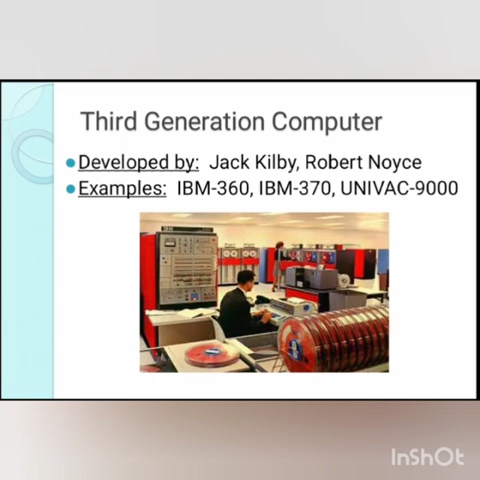 Third Generation Computer
Developed by: Jack Kilby, Robert Noyce
Examples: IBM-360, IBM-370, UNIVAC-9000
InShOt